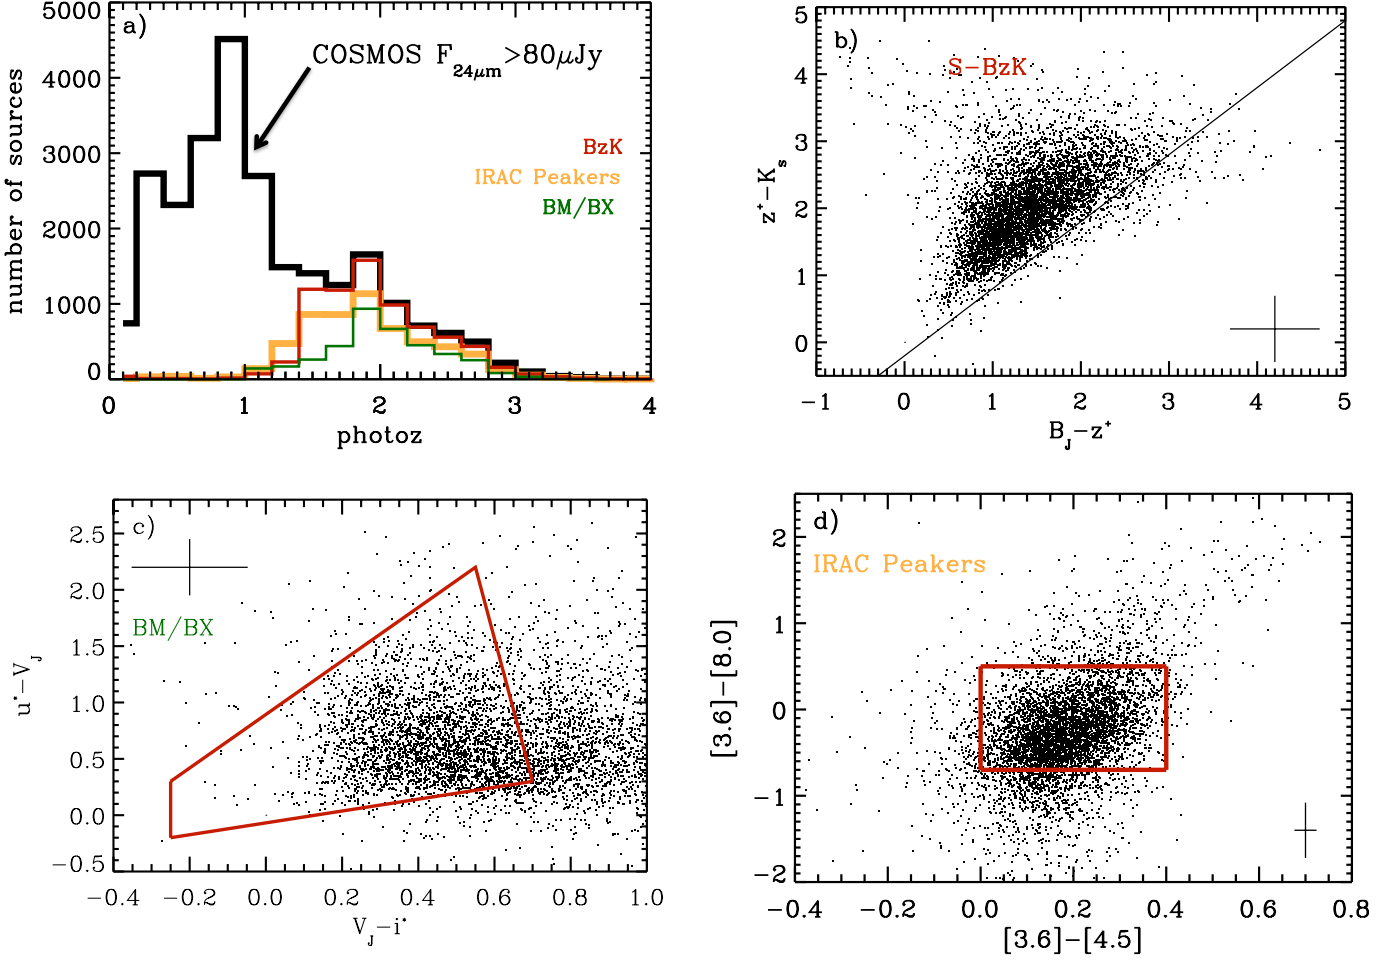 a)
COSMOS F24μm>80μJy
BzK
IRAC Peakers
BM/BX
number of sources
5000
4000
3000
2000
1000
0
0 1 2 3 4
photoz
b)
S-BzK
z+-Ks
5
4
3
2
1
0
-1 0 1 2 3 4 5
BJ-z+
c)
BM/BX
u*-VJ
2.5
2.0
1.5
1.0
0.5
0.0
-0.5
-0.4 -0.2 0.0 0.2 0.4 0.6 0.8 1.0
VJ-i*
d)
IRAC Peakers
[3.6]-[8.0]
2
1
0
-1
-2
-0.4 -0.2 0.0 0.2 0.4 0.6 0.8
[3.6]-[4.5]